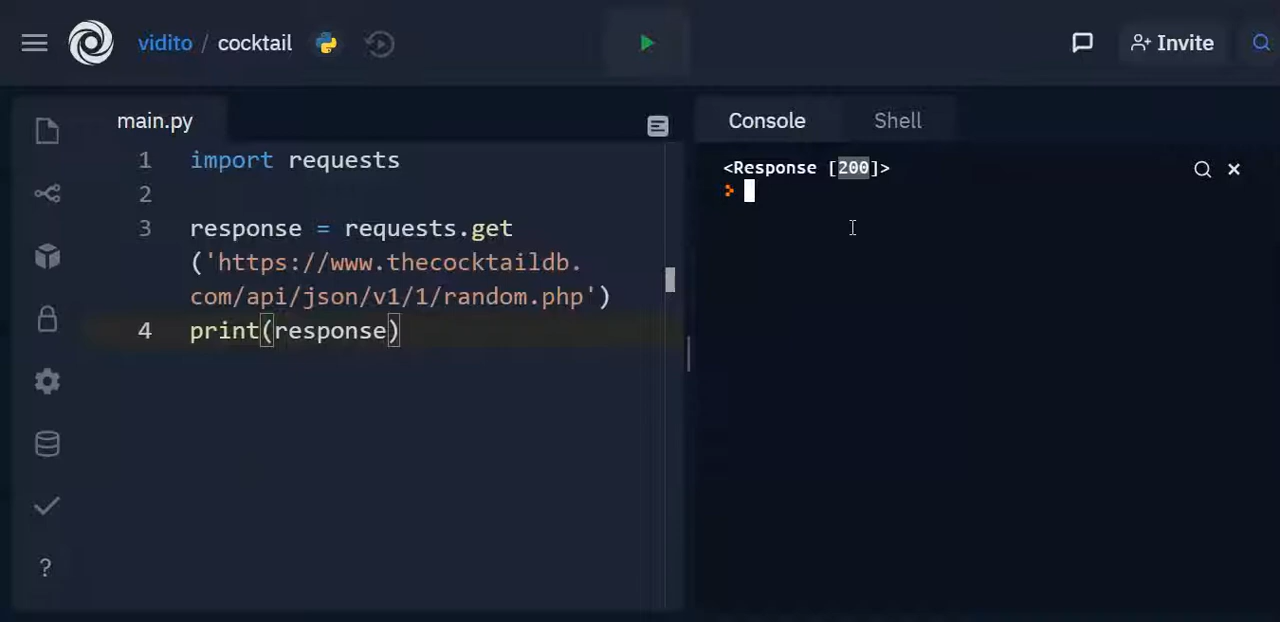 vidito / cocktail
Invite
main.py
Console
Shell
1 import requests
2
3 response = requests.get
('https://www.thecocktaildb.
com/api/json/v1/1/random.php')
4 print(response)
<Response [200]>
?